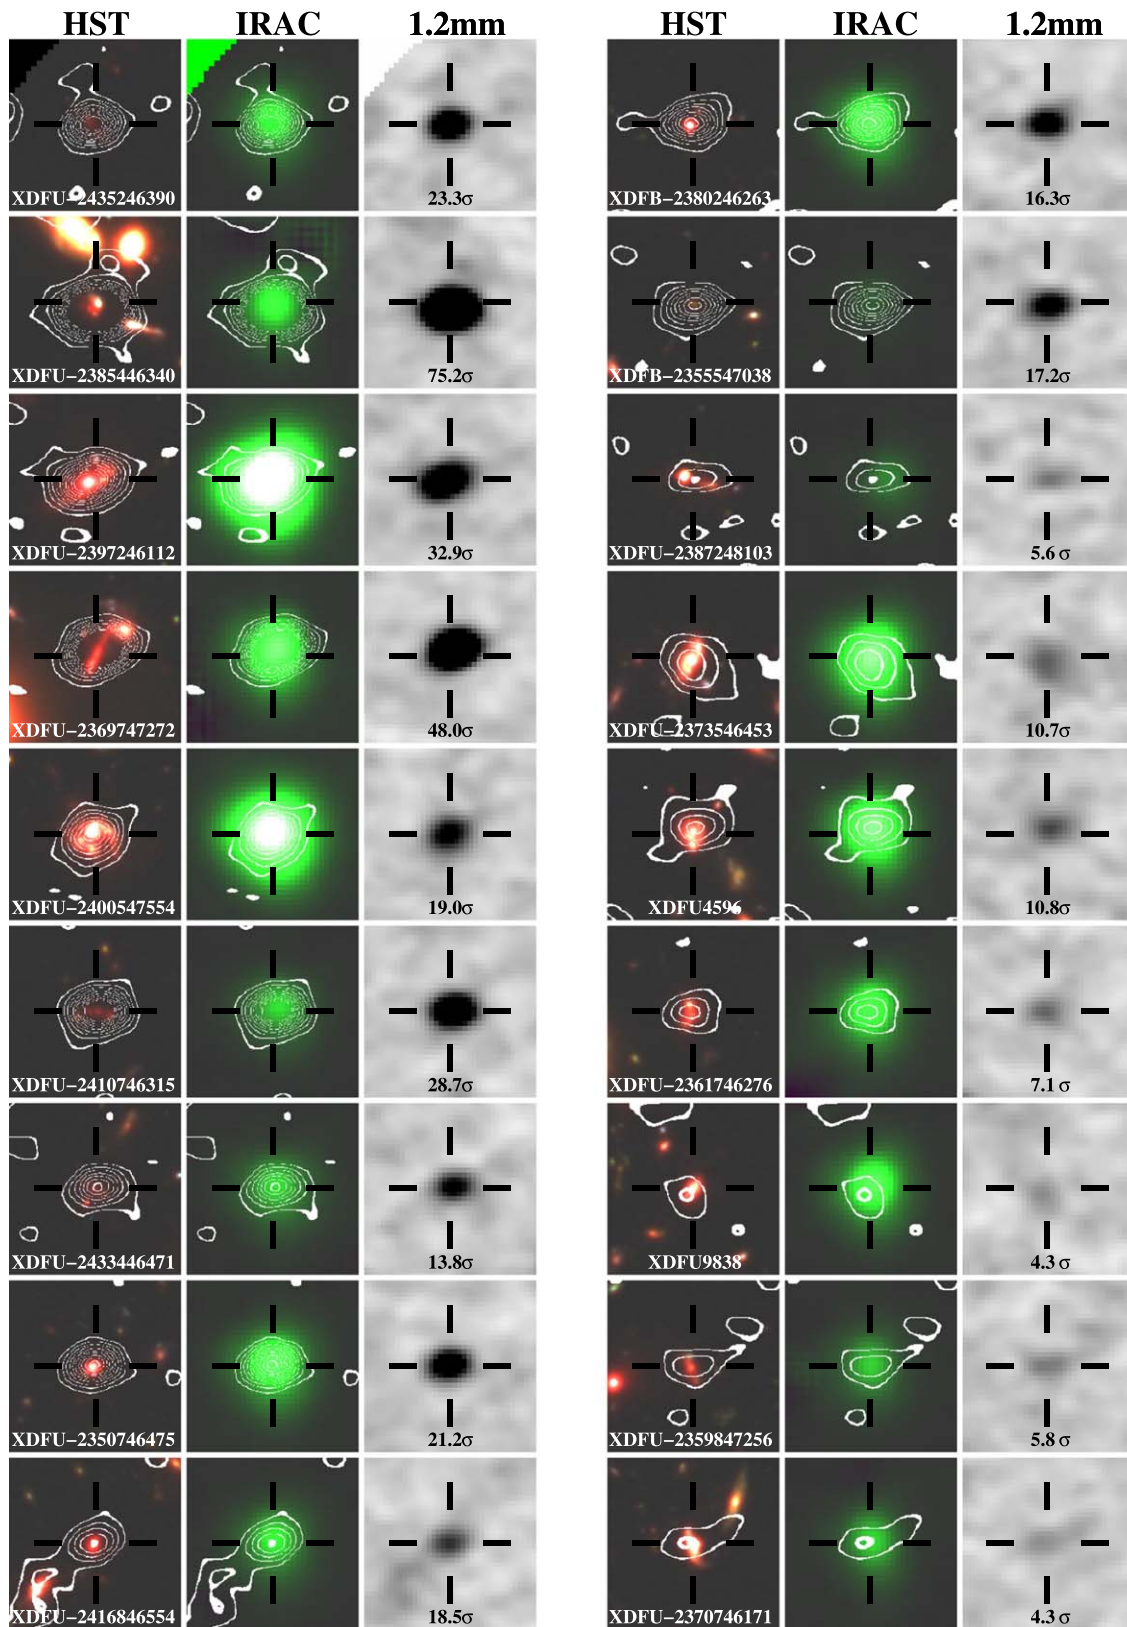 HST IRAC 1.2mm
XDFU-2435246390 23.3σ
XDFU-2385446340 75.2σ
XDFU-2397246112 32.9σ
XDFU-2369747272 48.0σ
XDFU-2400547554 19.0σ
XDFU-2410746315 28.7σ
XDFU-2433446471 13.8σ
XDFU-2350746475 21.2σ
XDFU-2416846554 18.5σ
HST IRAC 1.2mm
XDFB-2380246263 16.3σ
XDFB-2355547038 17.2σ
XDFU-2387248103 5.6 σ
XDFU-2373546453 10.7σ
XDFU4596 10.8σ
XDFU-2361746276 7.1 σ
XDFU9838 4.3 σ
XDFU-2359847256 5.8 σ
XDFU-2370746171 4.3 σ